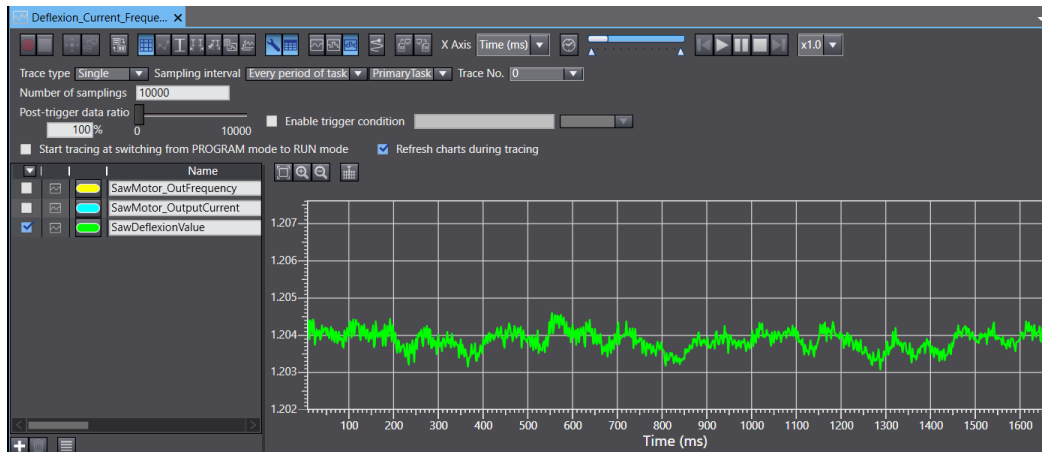 Deflexion_Current_Freque...
X Axis Time (ms) x1.0
Trace type Single Sampling interval Every period of task PrimaryTask Trace No. 0
Number of samplings 10000
Post-trigger data ratio
100 % 0 10000
Enable trigger condition
Start tracing at switching from PROGRAM mode to RUN mode Refresh charts during tracing
Name
SawMotor_OutFrequency
SawMotor_OutputCurrent
SawDeflexionValue
1.207
1.206
1.205
1.204
1.203
1.202
100 200 300 400 500 600 700 800 900 1000 1100 1200 1300 1400 1500 1600
Time (ms)